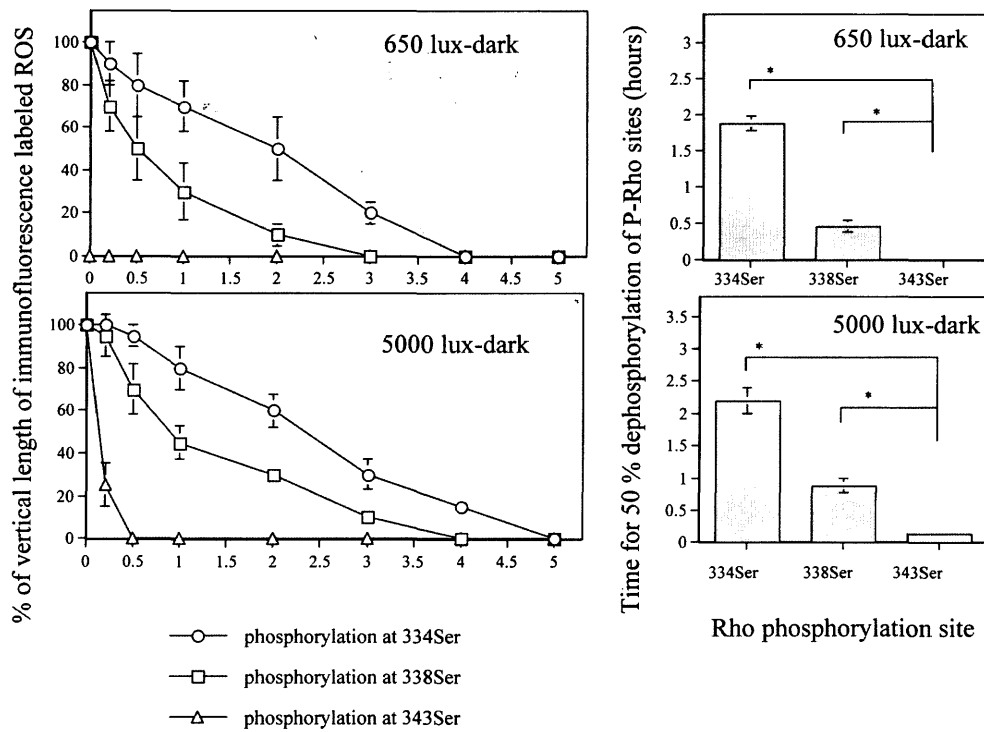 % of vertical length of immunofluorescence labeled ROS
650 lux-dark
100
80
60
40
20
0
0 0.5 1 1.5 2 2.5 3 3.5 4 4.5 5
5000 lux-dark
100
80
60
40
20
0
0 0.5 1 1.5 2 2.5 3 3.5 4 4.5 5
phosphorylation at 334Ser
phosphorylation at 338Ser
phosphorylation at 343Ser
Time for 50 % dephosphorylation of P-Rho sites (hours)
650 lux-dark
3
2.5
2
1.5
1
0.5
0
*
*
334Ser 338Ser 343Ser
5000 lux-dark
3.5
3
2.5
2
1.5
1
0.5
0
*
*
334Ser 338Ser 343Ser
Rho phosphorylation site